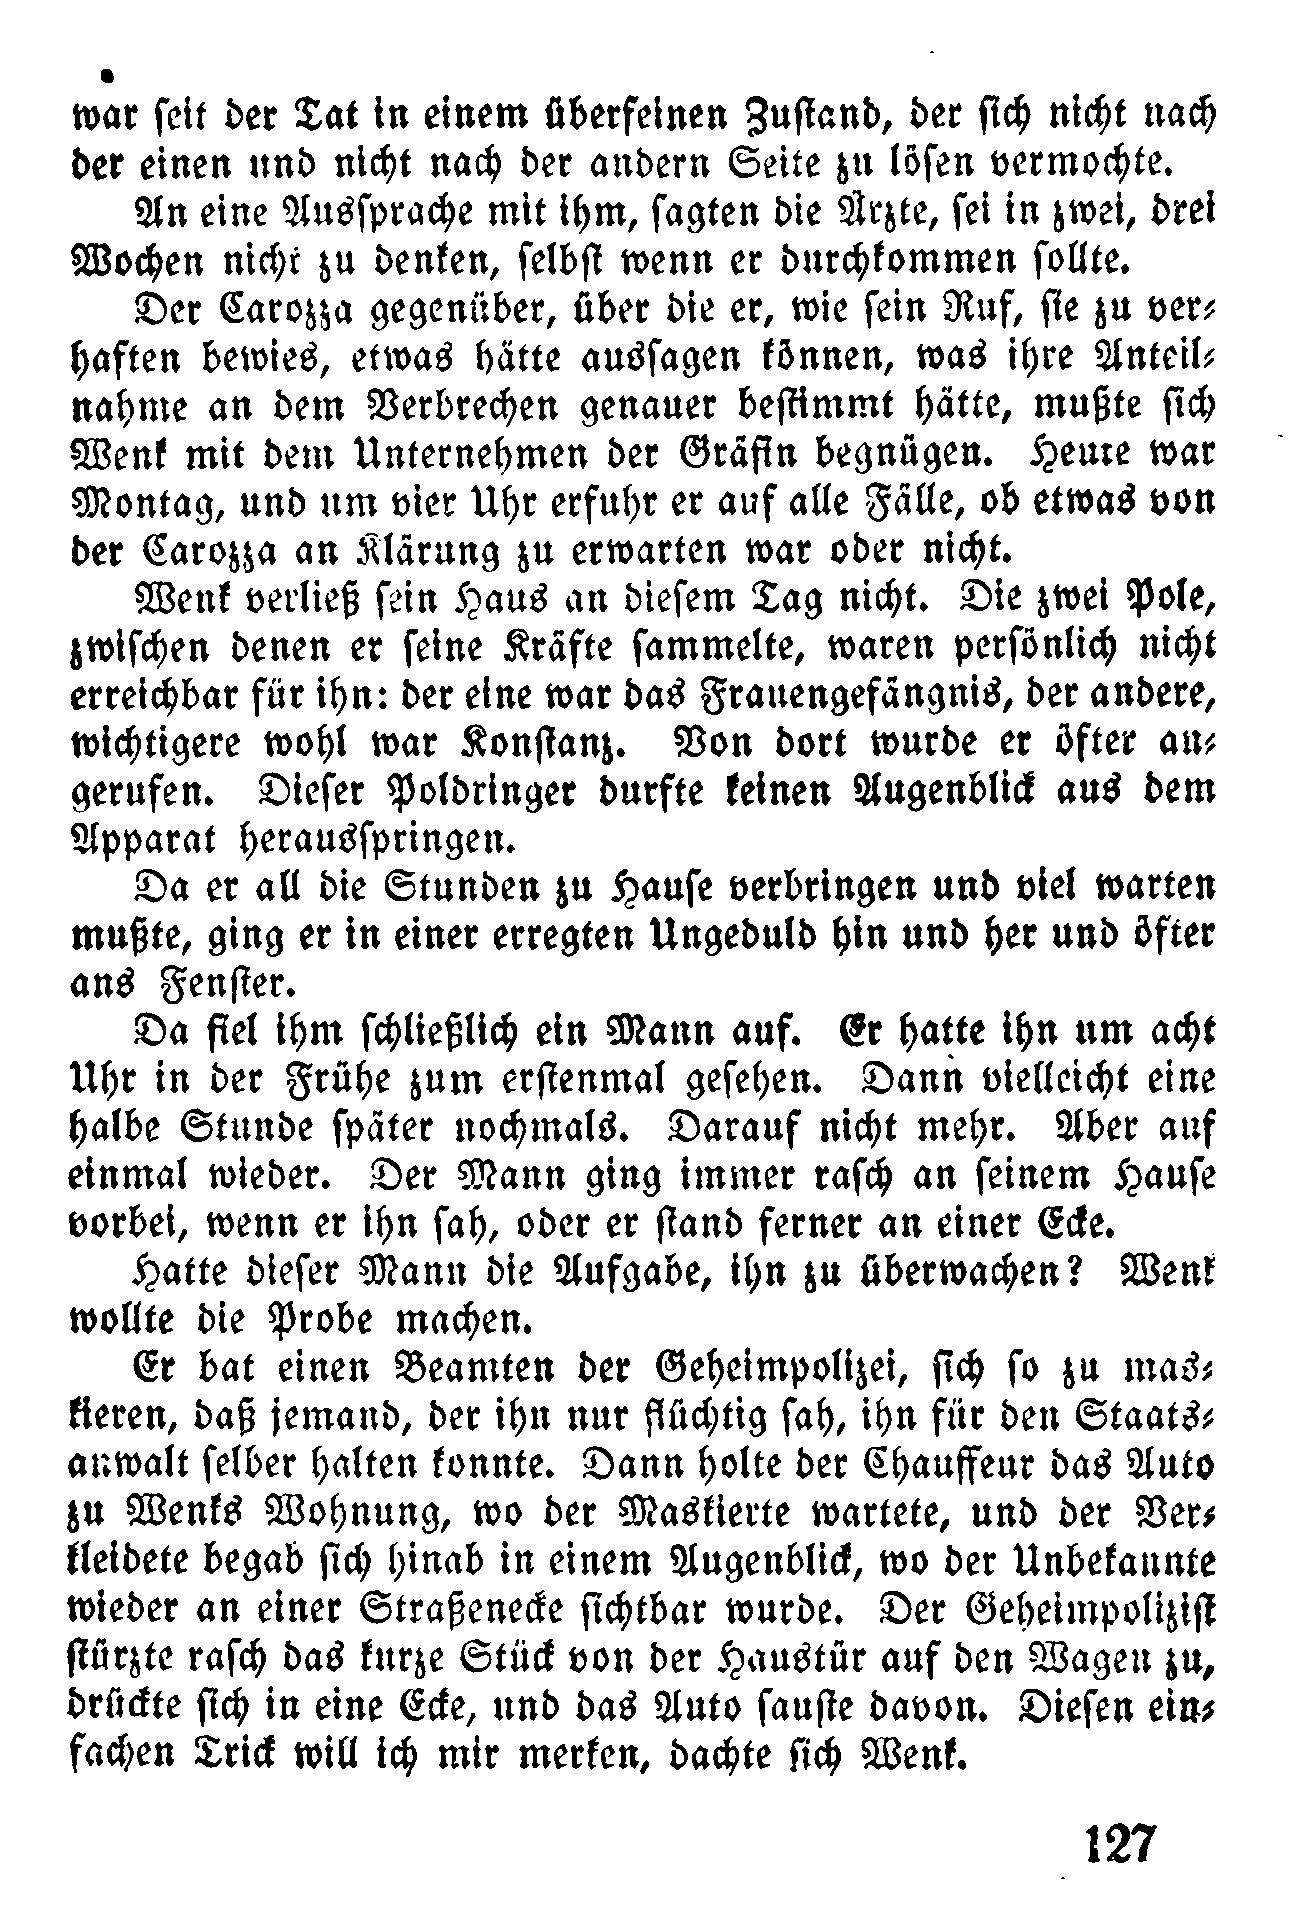 war seit der Tat in einem überfeinen Zustand, der sich nicht nach
der einen und nicht nach der andern Seite zu lösen vermochte.
An eine Aussprache mit ihm, sagten die Ärzte, sei in zwei, drei
Wochen nicht zu denken, selbst wenn er durchkommen sollte.
Der Carozza gegenüber, über die er, wie sein Ruf, sie zu ver-
haften bewies, etwas hätte aussagen können, was ihre Anteil-
nahme an dem Verbrechen genauer bestimmt hätte, mußte sich
Wenk mit dem Unternehmen der Gräfin begnügen. Heute war
Montag, und um vier Uhr erfuhr er auf alle Fälle, ob etwas von
der Carozza an Klärung zu erwarten war oder nicht.
Wenk verließ sein Haus an diesem Tag nicht. Die zwei Pole,
zwischen denen er seine Kräfte sammelte, waren persönlich nicht
erreichbar für ihn: der eine war das Frauengefängnis, der andere,
wichtigere wohl war Konstanz. Von dort wurde er öfter an-
gerufen. Dieser Poldringer durfte keinen Augenblick aus dem
Apparat herausspringen.
Da er all die Stunden zu Hause verbringen und viel warten
mußte, ging er in einer erregten Ungeduld hin und her und öfter
ans Fenster.
Da fiel ihm schließlich ein Mann auf. Er hatte ihn um acht
Uhr in der Frühe zum erstenmal gesehen. Dann vielleicht eine
halbe Stunde später nochmals. Darauf nicht mehr. Aber auf
einmal wieder. Der Mann ging immer rasch an seinem Hause
vorbei, wenn er ihn sah, oder er stand ferner an einer Ecke.
Hatte dieser Mann die Aufgabe, ihn zu überwachen? Wenk
wollte die Probe machen.
Er bat einen Beamten der Geheimpolizei, sich so zu mas-
kieren, daß jemand, der ihn nur flüchtig sah, ihn für den Staats-
anwalt selber halten konnte. Dann holte der Chauffeur das Auto
zu Wenks Wohnung, wo der Maskierte wartete, und der Ver-
kleidete begab sich hinab in einem Augenblick, wo der Unbekannte
wieder an einer Straßenecke sichtbar wurde. Der Geheimpolizist
stürzte rasch das kurze Stück von der Haustür auf den Wagen zu,
drückte sich in eine Ecke, und das Auto sauste davon. Diesen ein-
fachen Trick will ich mir merken, dachte sich Wenk.
127